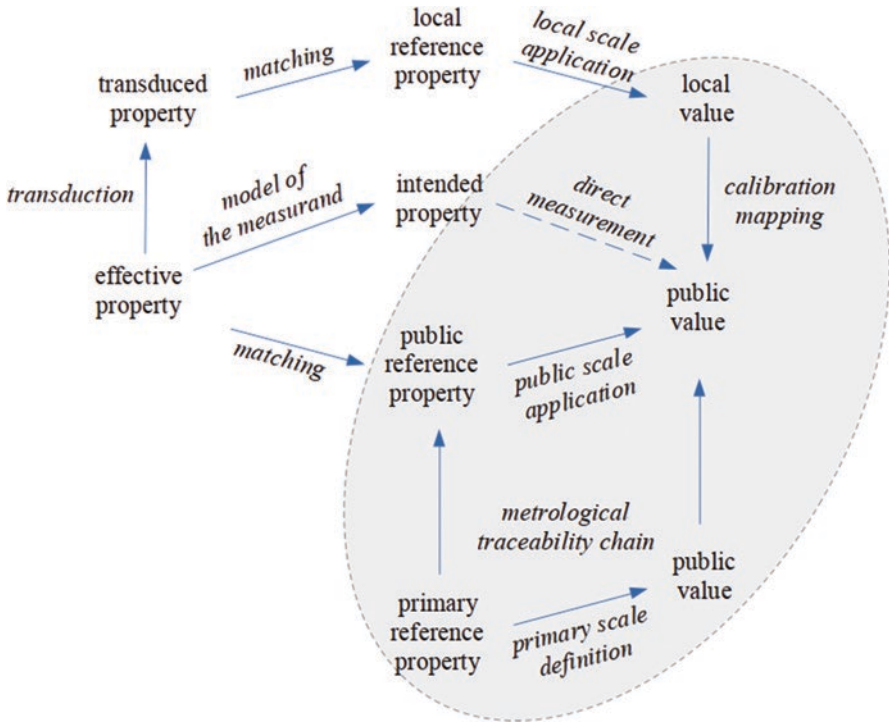 local
reference
property
local scale
application
matching
transduced
property
local
value
transduction
model of
the measurand
intended
property
direct
measurement
calibration
mapping
effective
property
public
value
matching
public
reference
property
public scale
application
metrological
traceability chain
public
value
primary
reference
property
primary scale
definition